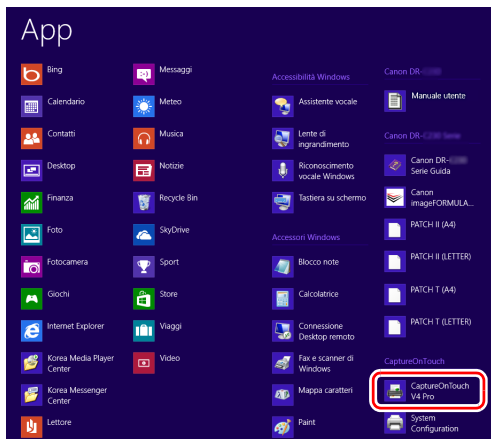 App
Bing
Calendario
Contatti
Desktop
Finanza
Foto
Fotocamera
Giochi
Internet Explorer
Korea Media Player
Center
Korea Messenger
Center
Lettore
Messaggi
Meteo
Musica
Notizie
Recycle Bin
SkyDrive
Sport
Store
Viaggi
Video
Accessibilità Windows
Assistente vocale
Lente di
ingrandimento
Riconoscimento
vocale Windows
Tastiera su schermo
Accessori Windows
Blocco note
Calcolatrice
Connessione
Desktop remoto
Fax e scanner di
Windows
Mappa caratteri
Paint
Canon DR-
Manuale utente
Canon DR-
Canon DR-
Serie Guida
Canon
imageFORMULA...
PATCH II (A4)
PATCH II (LETTER)
PATCH T (A4)
PATCH T (LETTER)
CaptureOnTouch
CaptureOnTouch
V4 Pro
System
Configuration